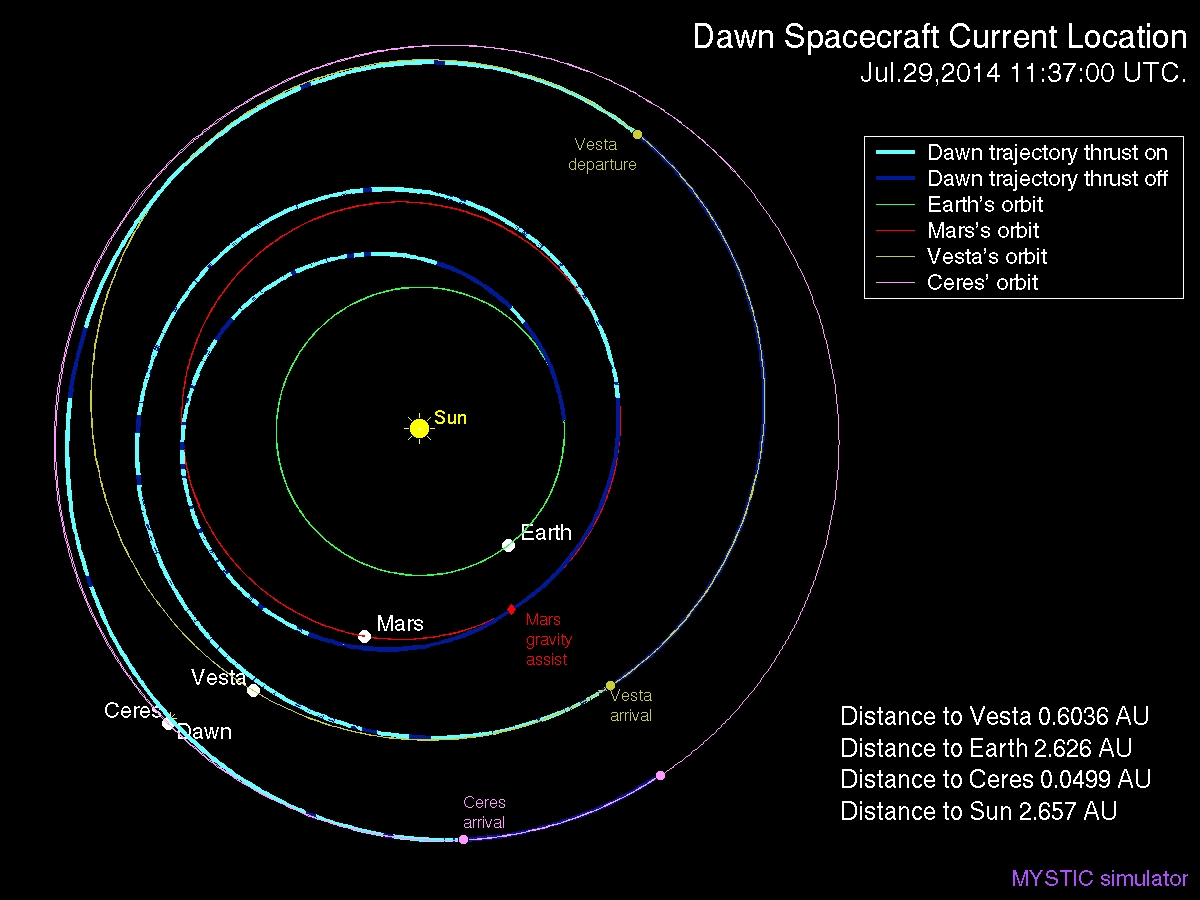 Dawn Spacecraft Current Location
Jul.29,2014 11:37:00 UTC.
Dawn trajectory thrust on
Dawn trajectory thrust off
Earth's orbit
Mars's orbit
Vesta's orbit
Ceres' orbit
Vesta
departure
Sun
Earth
Mars
Mars
gravity
assist
Vesta
Vesta
arrival
Ceres
Dawn
Ceres
arrival
Distance to Vesta 0.6036 AU
Distance to Earth 2.626 AU
Distance to Ceres 0.0499 AU
Distance to Sun 2.657 AU
MYSTIC simulator